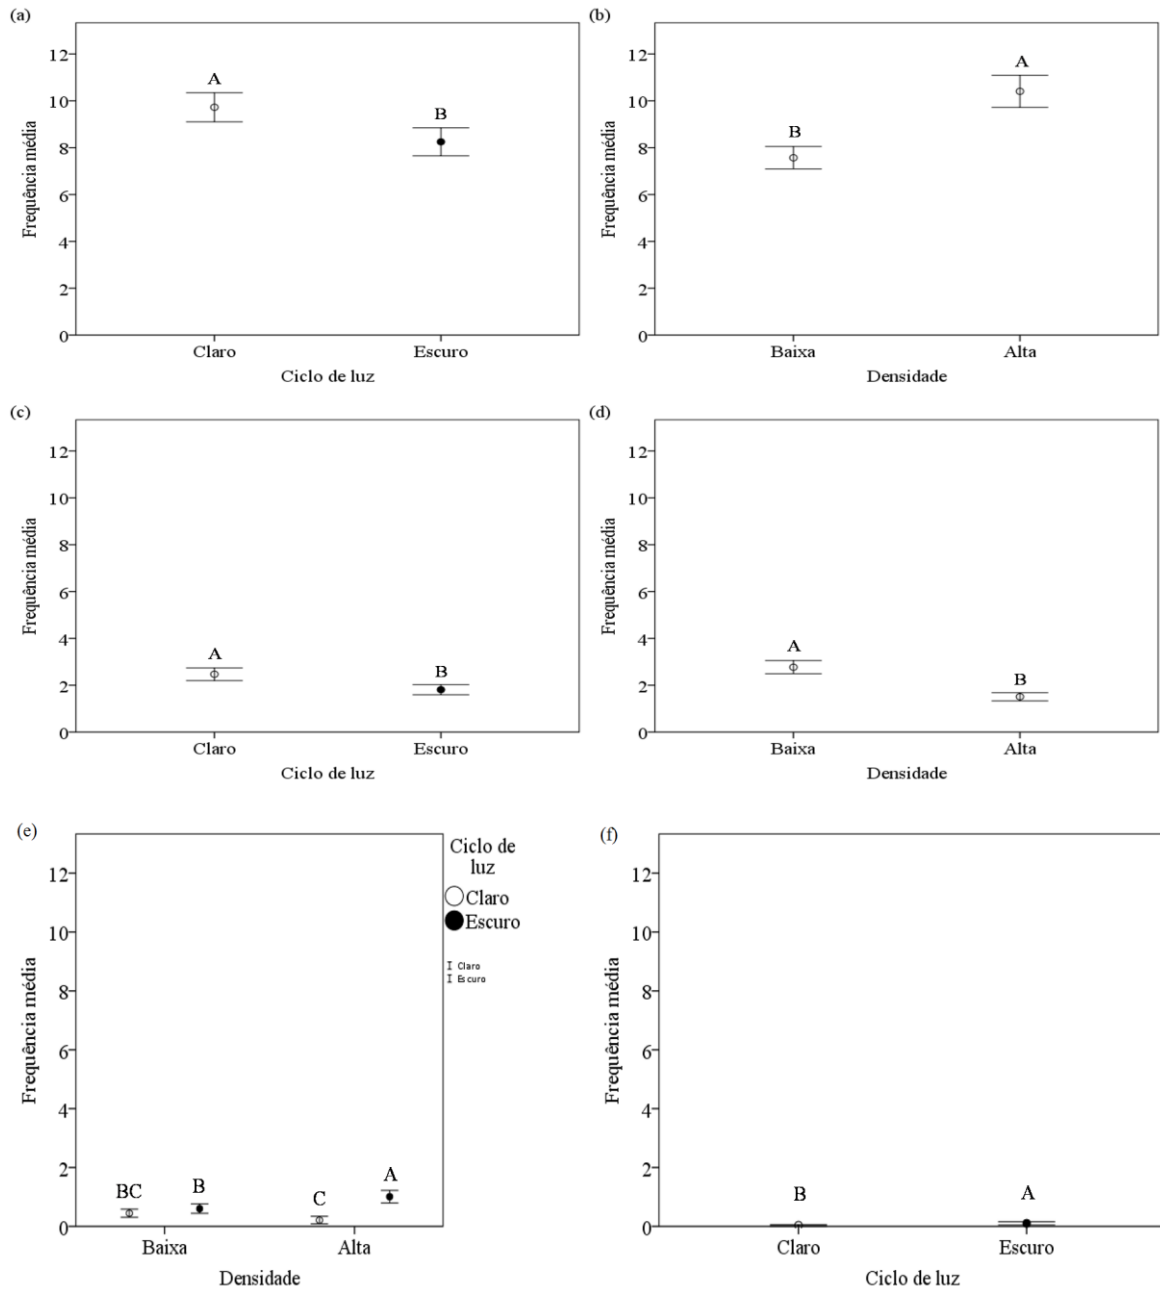 (a)
12
10
8
6
4
2
0
Frequência média
A
B
Claro
Escuro
Ciclo de luz
(b)
12
10
8
6
4
2
0
Frequência média
B
A
Baixa
Alta
Densidade
(c)
12
10
8
6
4
2
0
Frequência média
A
B
Claro
Escuro
Ciclo de luz
(d)
12
10
8
6
4
2
0
Frequência média
A
B
Baixa
Alta
Densidade
(e)
12
10
8
6
4
2
0
Frequência média
BC
B
C
A
Baixa
Alta
Densidade
Ciclo de
luz
Claro
Escuro
Claro
Escuro
(f)
12
10
8
6
4
2
0
Frequência média
B
A
Claro
Escuro
Ciclo de luz